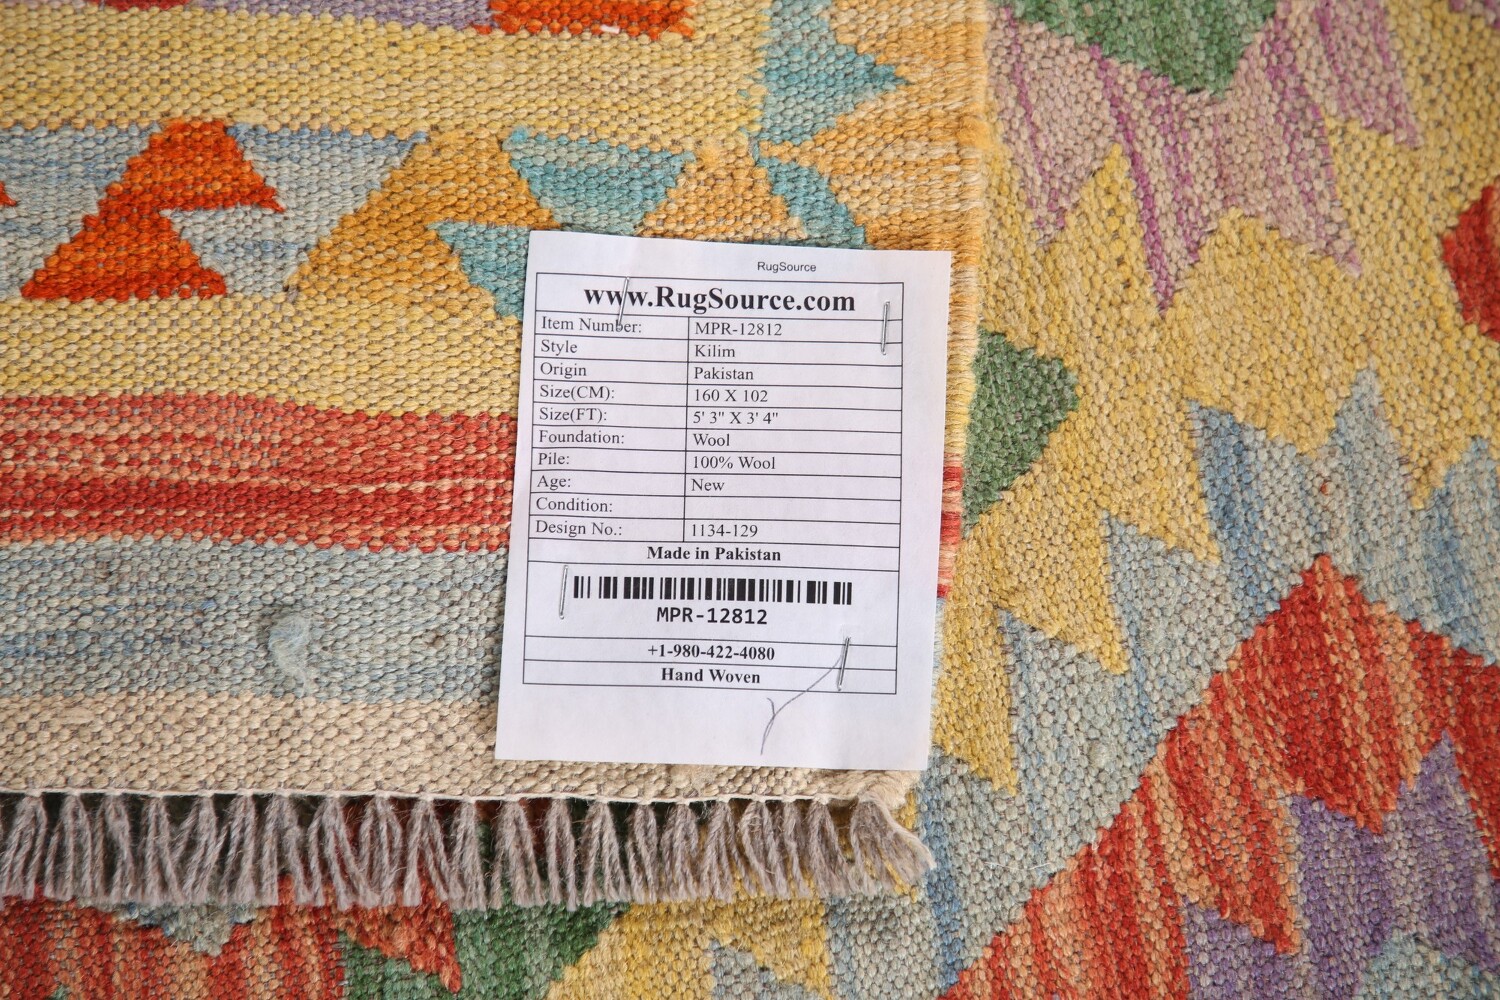 RugSource
www.RugSource.com
Item Number: MPR-12812
Style Kilim
Origin Pakistan
Size(CM): 160 X 102
Size(FT): 5' 3" X 3' 4"
Foundation: Wool
Pile: 100% Wool
Age: New
Condition:
Design No.: 1134-129
Made in Pakistan
MPR-12812
+1-980-422-4080
Hand Woven